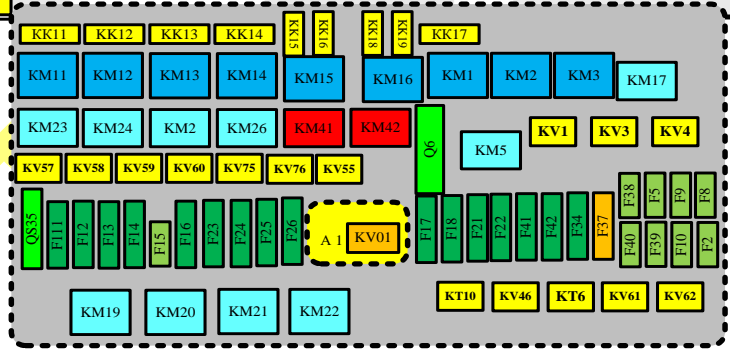 KK11 KK12 KK13 KK14 KK15 KK16 KK18 KK19 KK17
KM11 KM12 KM13 KM14 KM15 KM16 KM1 KM2 KM3 KM17
KM23 KM24 KM2 KM26 KM41 KM42 Q6 KM5 KV1 KV3 KV4
KV57 KV58 KV59 KV60 KV75 KV76 KV55
QS35 F111 F12 F13 F14 F15 F16 F23 F24 F25 F26 A 1 KV01 F17 F18 F21 F22 F41 F42 F34 F37 F38 F5 F9 F8
F40 F39 F10 F2
KM19 KM20 KM21 KM22 KT10 KV46 KT6 KV61 KV62